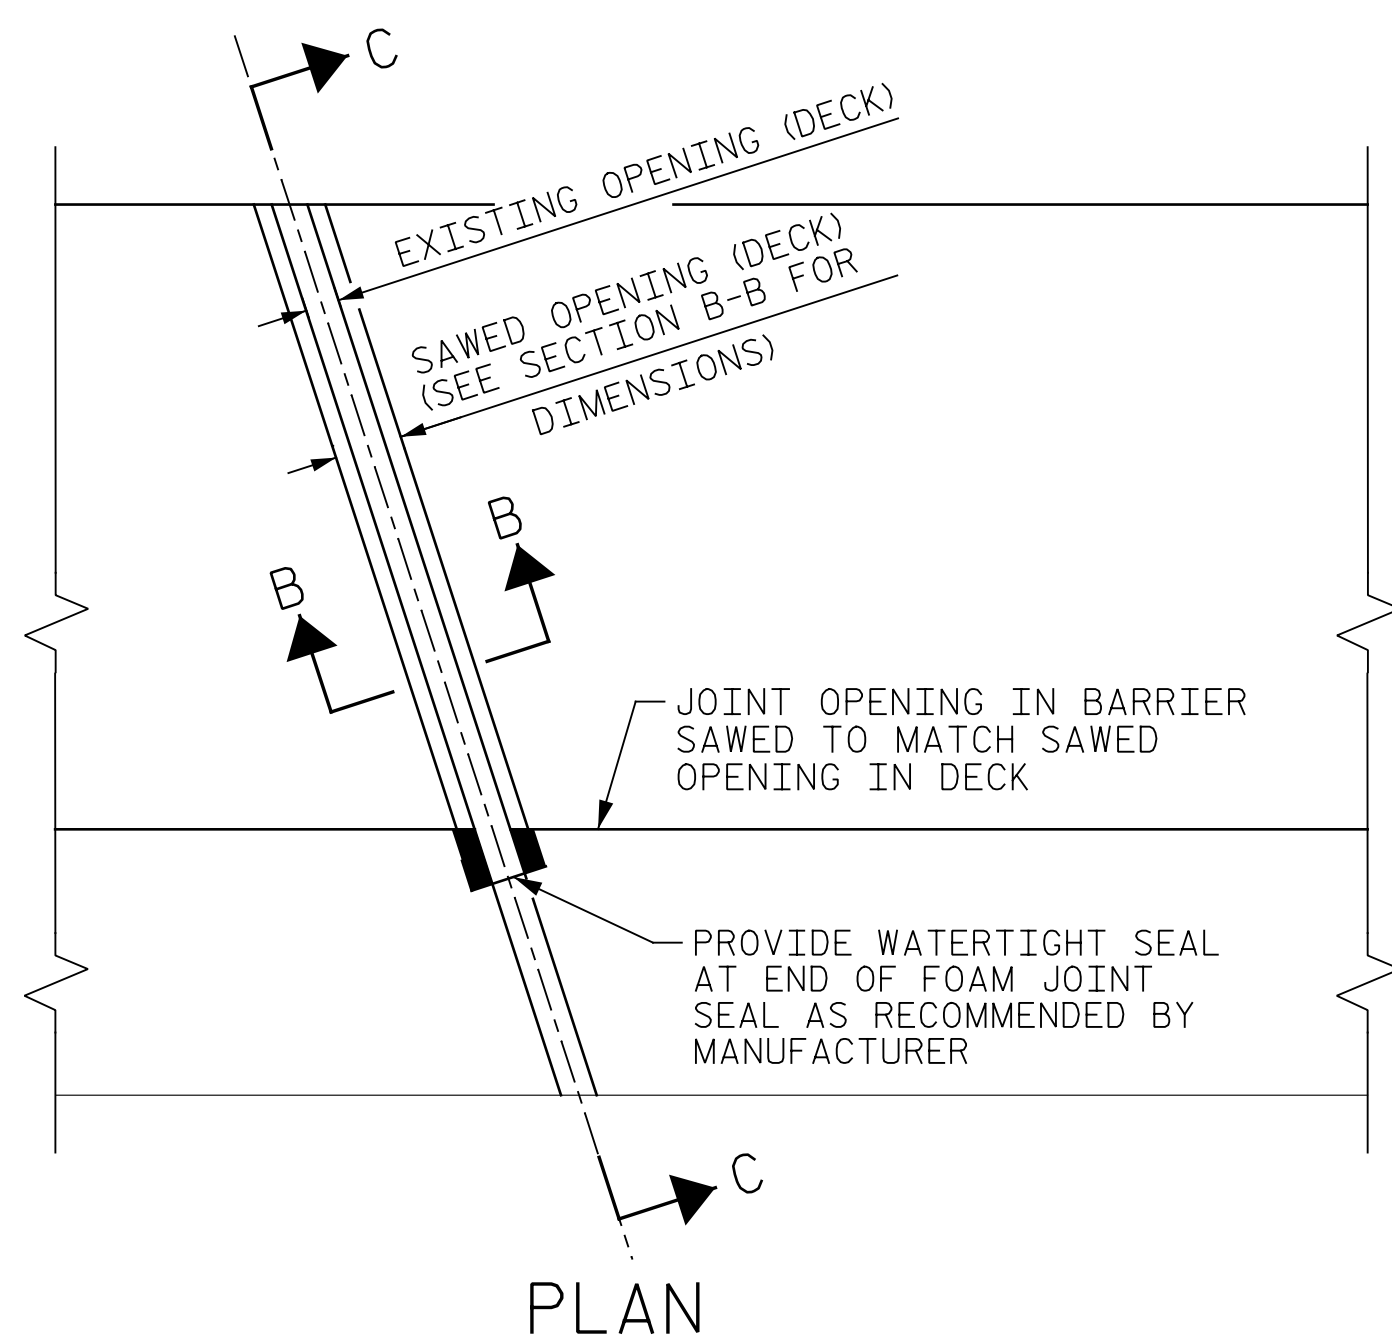 C
EXISTING OPENING (DECK)
SAWED OPENING (DECK)
(SEE SECTION B-B FOR
DIMENSIONS)
B
B
JOINT OPENING IN BARRIER
SAWED TO MATCH SAWED
OPENING IN DECK
PROVIDE WATERTIGHT SEAL
AT END OF FOAM JOINT
SEAL AS RECOMMENDED BY
MANUFACTURER
C
PLAN